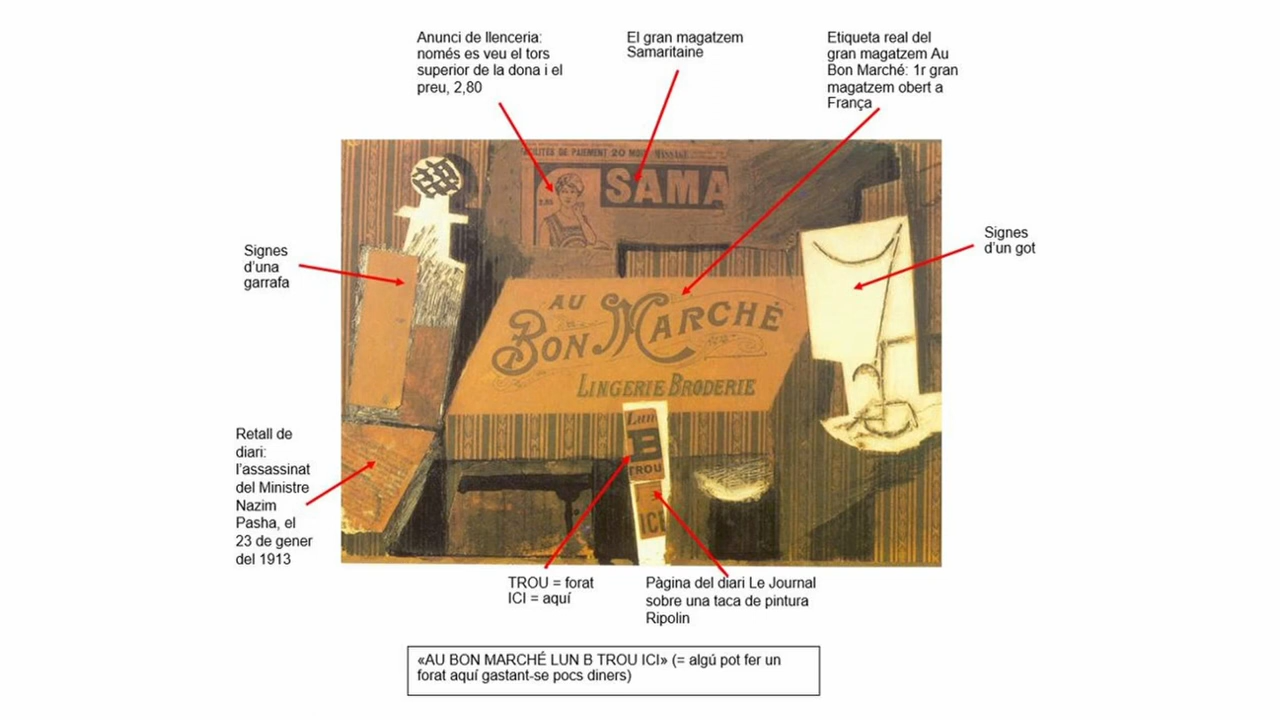 Anunci de llenceria:
només es veu el tors
superior de la dona i el
preu, 2,80
El gran magatzem
Samaritaine
Etiqueta real del
gran magatzem Au
Bon Marché: 1r gran
magatzem obert a
França
FACILITÉS DE PAIEMENT 20 MOIS MASSAGE
SAMA
Signes
d'una
garrafa
Signes
d'un got
AU
BON MARCHÉ
LINGERIE BRODERIE
Lun
B
TROU
ICI
Retall de
diari:
l'assassinat
del Ministre
Nazim
Pasha, el
23 de gener
del 1913
TROU = forat
ICI = aquí
Pàgina del diari Le Journal
sobre una taca de pintura
Ripolin
«AU BON MARCHÉ LUN B TROU ICI» (= algú pot fer un
forat aquí gastant-se pocs diners)